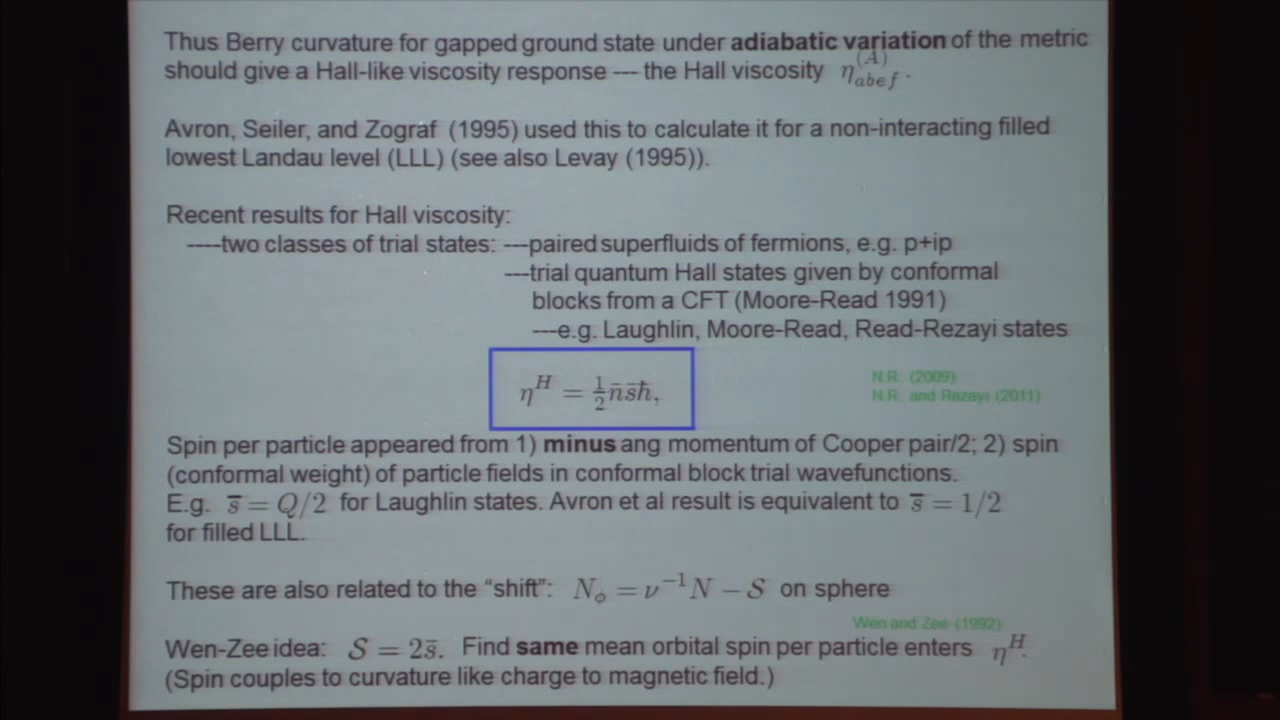 Thus Berry curvature for gapped ground state under adiabatic variation of the metric
should give a Hall-like viscosity response --- the Hall viscosity η_{abef}^{(A)}.
Avron, Seiler, and Zograf (1995) used this to calculate it for a non-interacting filled
lowest Landau level (LLL) (see also Levay (1995)).
Recent results for Hall viscosity:
----two classes of trial states: ---paired superfluids of fermions, e.g. p+ip
---trial quantum Hall states given by conformal
blocks from a CFT (Moore-Read 1991)
---e.g. Laughlin, Moore-Read, Read-Rezayi states
η^H = ½ n̄ s̄ ħ,
N.R. (2009)
N.R. and Rezayi (2011)
Spin per particle appeared from 1) minus ang momentum of Cooper pair/2; 2) spin
(conformal weight) of particle fields in conformal block trial wavefunctions.
E.g. s̄ = Q/2 for Laughlin states. Avron et al result is equivalent to s̄ = 1/2
for filled LLL.
These are also related to the “shift”: N_ϕ = ν^{-1}N − 𝒮 on sphere
Wen and Zee (1992)
Wen-Zee idea: 𝒮 = 2s̄. Find same mean orbital spin per particle enters η^H.
(Spin couples to curvature like charge to magnetic field.)